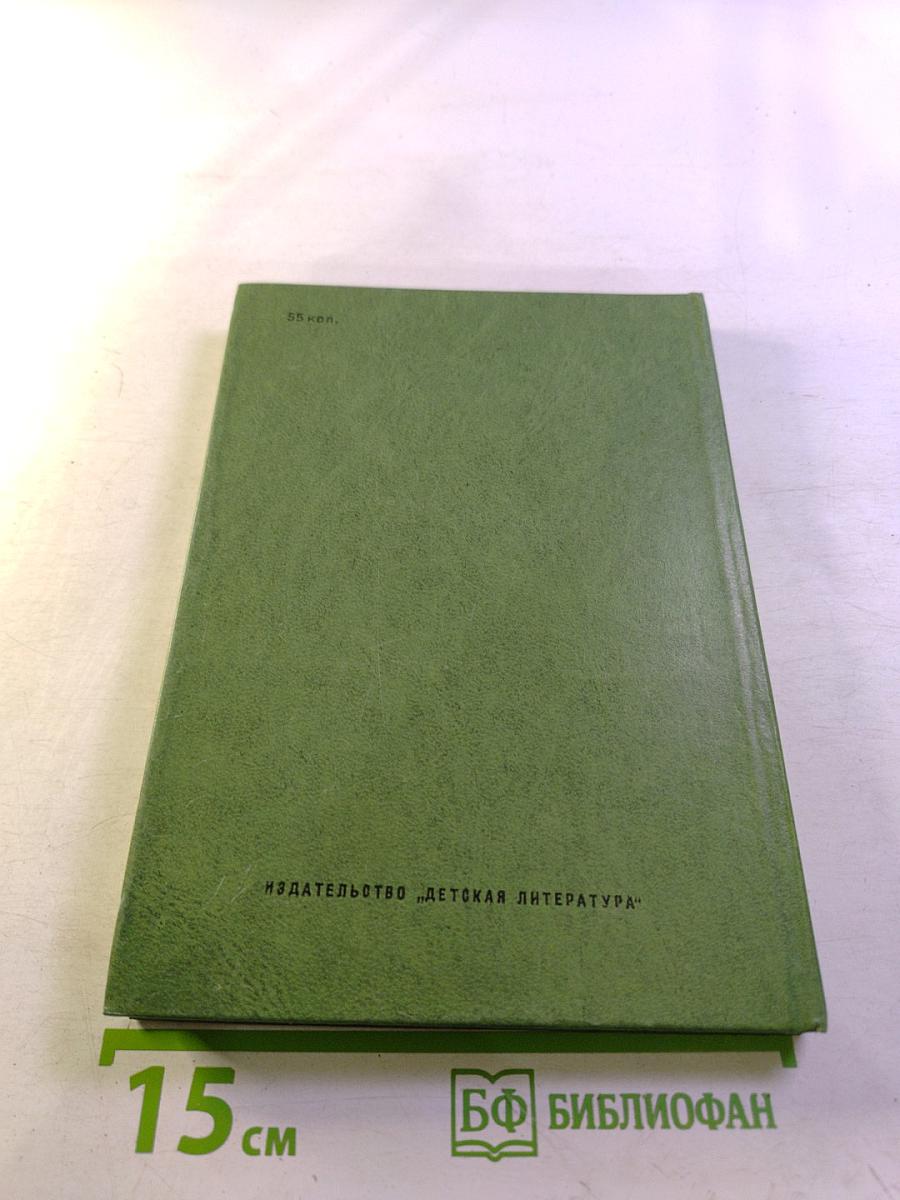 55 коп.
ИЗДАТЕЛЬСТВО „ДЕТСКАЯ ЛИТЕРАТУРА“
15 см
БФ БИБЛИОФАН